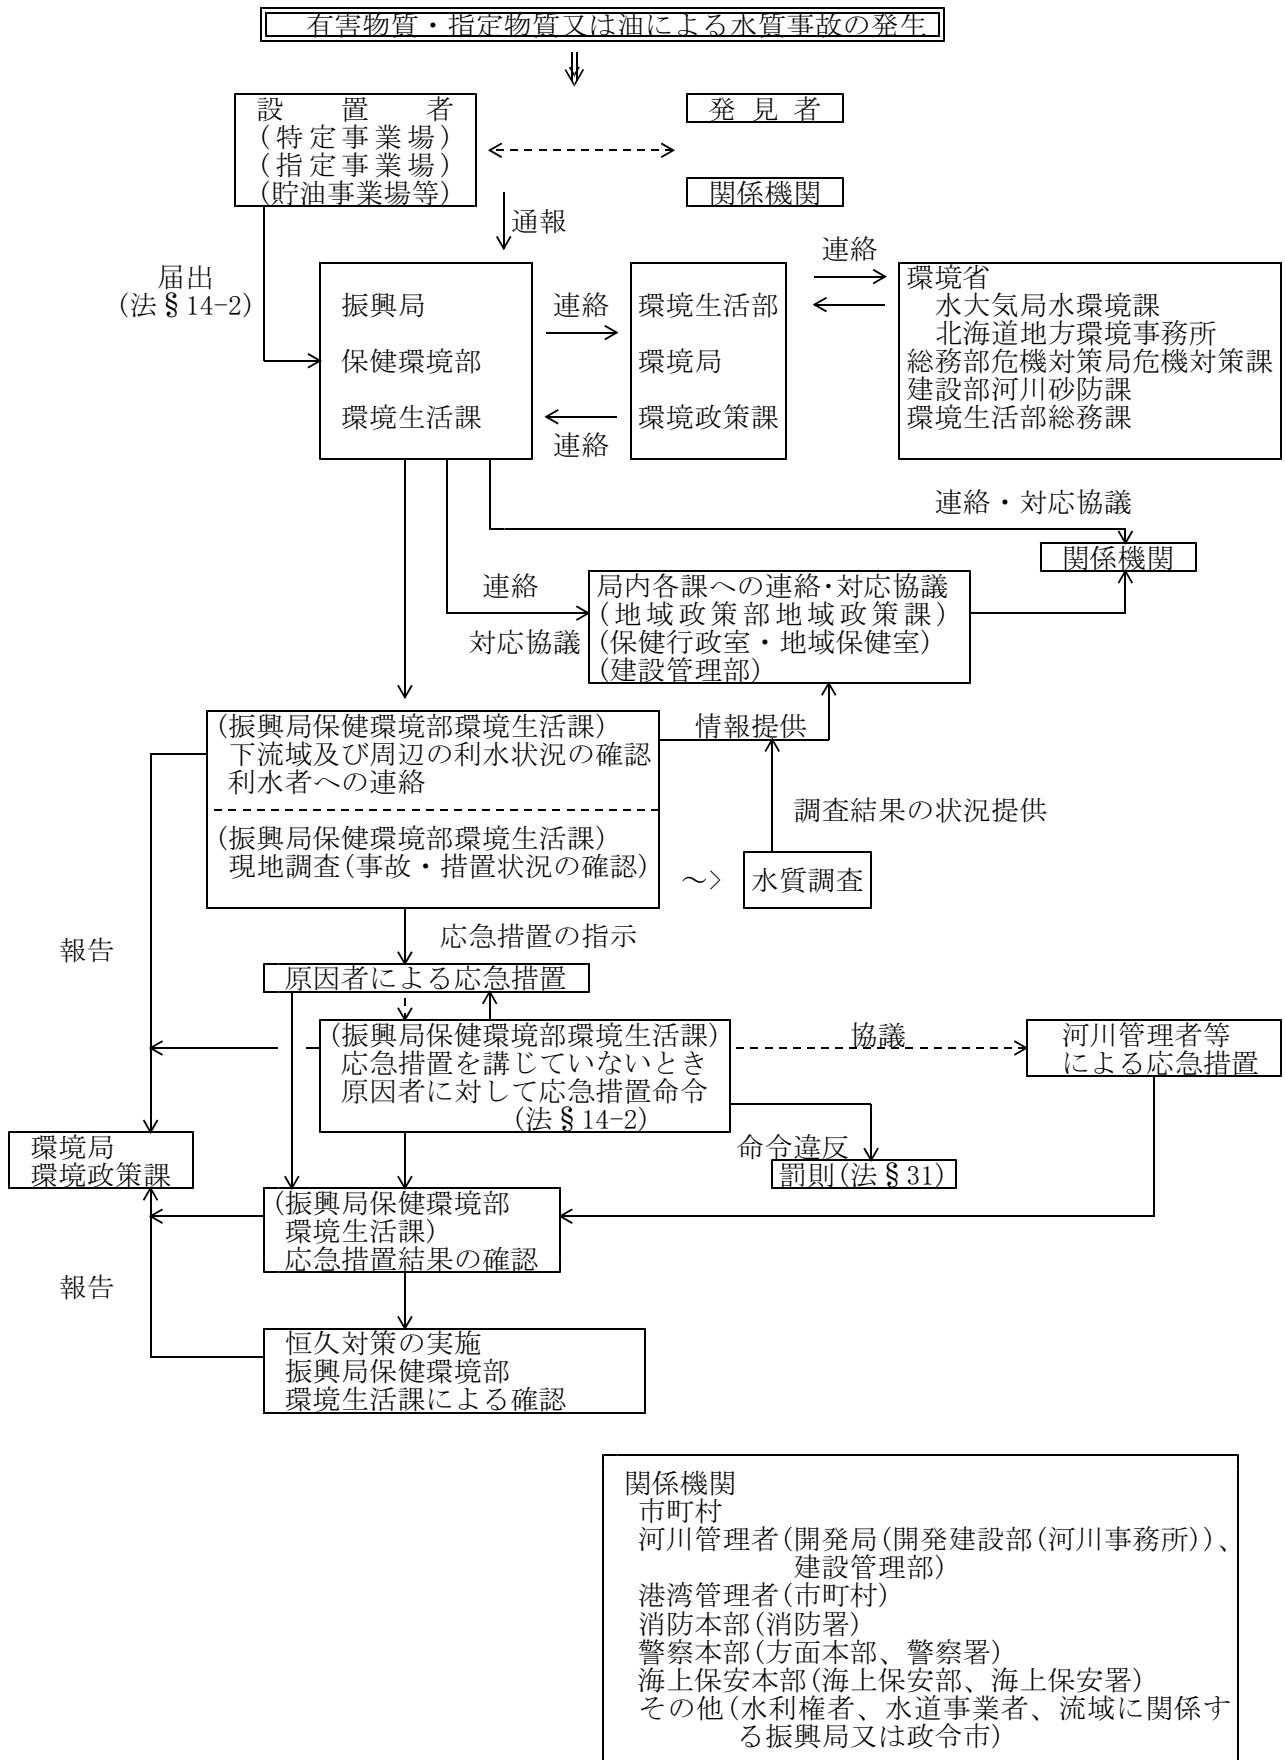 有害物質・指定物質又は油による水質事故の発生
設　置　者
(特定事業場)
(指定事業場)
(貯油事業場等)
発 見 者
関係機関
通報
届出
(法§14-2)
振興局
保健環境部
環境生活課
連絡
連絡
環境生活部
環境局
環境政策課
連絡
環境省
水大気局水環境課
北海道地方環境事務所
総務部危機対策局危機対策課
建設部河川砂防課
環境生活部総務課
連絡・対応協議
関係機関
連絡
対応協議
局内各課への連絡・対応協議
(地域政策部地域政策課)
(保健行政室・地域保健室)
(建設管理部)
(振興局保健環境部環境生活課)
下流域及び周辺の利水状況の確認
利水者への連絡
情報提供
(振興局保健環境部環境生活課)
現地調査(事故・措置状況の確認)
～>
水質調査
調査結果の状況提供
報告
応急措置の指示
原因者による応急措置
(振興局保健環境部環境生活課)
応急措置を講じていないとき
原因者に対して応急措置命令
(法§14-2)
協議
河川管理者等
による応急措置
命令違反
罰則(法§31)
環境局
環境政策課
(振興局保健環境部
環境生活課)
応急措置結果の確認
報告
恒久対策の実施
振興局保健環境部
環境生活課による確認
関係機関
市町村
河川管理者(開発局(開発建設部(河川事務所))、
建設管理部)
港湾管理者(市町村)
消防本部(消防署)
警察本部(方面本部、警察署)
海上保安本部(海上保安部、海上保安署)
その他(水利権者、水道事業者、流域に関係す
る振興局又は政令市)